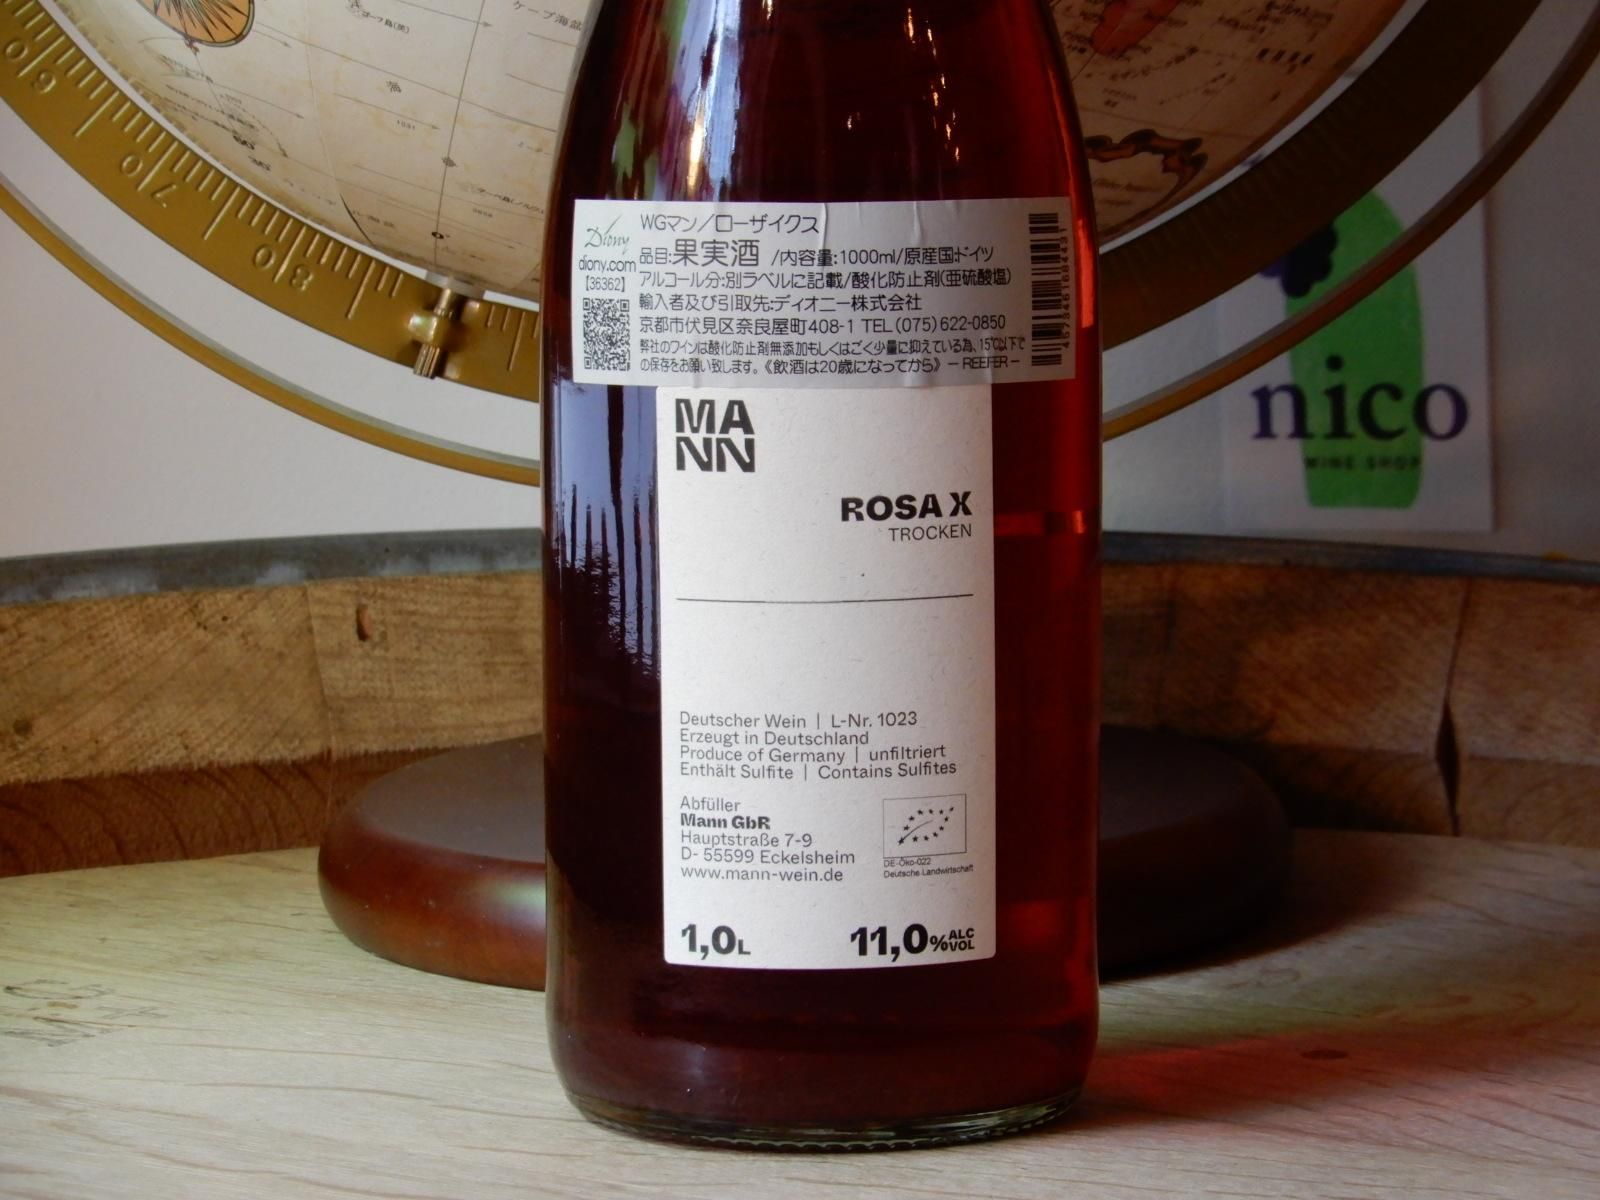 WGマン/ローザイクス
Diony
diony.com
【36362】
品目:果実酒 /内容量:1000ml/原産国ドイツ
アルコール分:別ラベルに記載/酸化防止剤(亜硫酸塩)
輸入者及び引取先:ディオニー株式会社
京都市伏見区奈良屋町408-1 TEL(075)622-0850
弊社のワインは酸化防止剤無添加もしくはごく少量に抑えている為、15℃以下で
の保存をお願い致します。《飲酒は20歳になってから》 － REEFER －
4573461684431
MA
NN
ROSA X
TROCKEN
Deutscher Wein | L-Nr. 1023
Erzeugt in Deutschland
Produce of Germany | unfiltriert
Enthält Sulfite | Contains Sulfites
Abfüller
Mann GbR
Hauptstraße 7-9
D- 55599 Eckelsheim
www.mann-wein.de
DE-Öko-022
Deutsche Landwirtschaft
1,0L
11,0% ALC VOL
nico
WINE SHOP
60
70
80